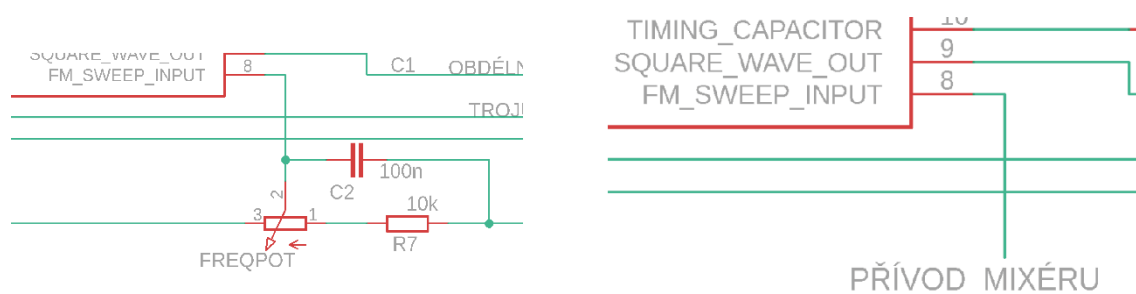 SQUARE_WAVE_OUT
FM_SWEEP_INPUT
8
C1
OBDÉLN
TROJ
100n
C2
2
3
1
10k
R7
FREQPOT
TIMING_CAPACITOR
10
SQUARE_WAVE_OUT
9
FM_SWEEP_INPUT
8
PŘÍVOD MIXÉRU